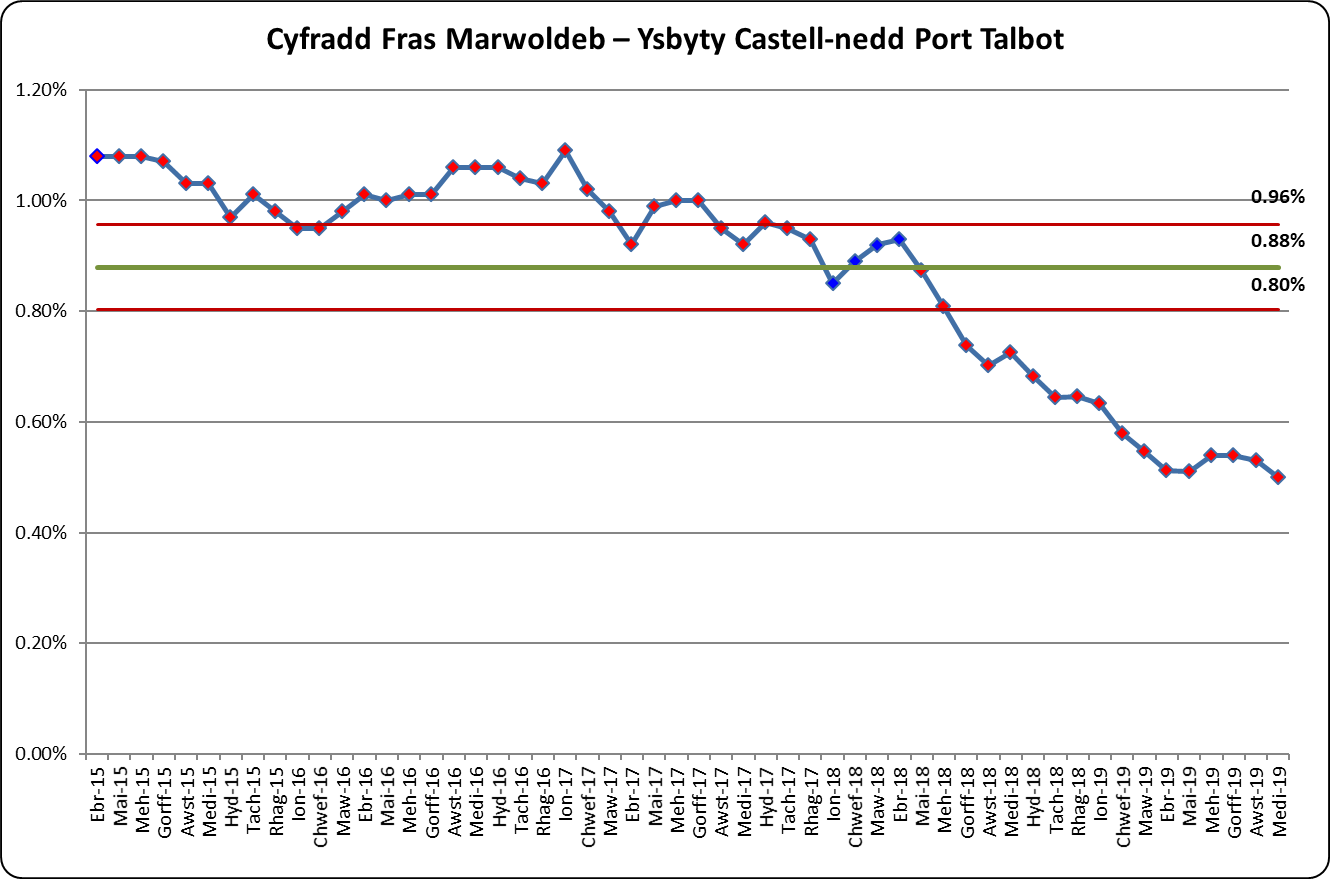 Cyfradd Fras Marwoldeb – Ysbyty Castell-nedd Port Talbot
1.20%
1.00%
0.80%
0.60%
0.40%
0.20%
0.00%
0.96%
0.88%
0.80%
Ebr-15
Mai-15
Meh-15
Gorff-15
Awst-15
Medi-15
Hyd-15
Tach-15
Rhag-15
Ion-16
Chwef-16
Maw-16
Ebr-16
Mai-16
Meh-16
Gorff-16
Awst-16
Medi-16
Hyd-16
Tach-16
Rhag-16
Ion-17
Chwef-17
Maw-17
Ebr-17
Mai-17
Meh-17
Gorff-17
Awst-17
Medi-17
Hyd-17
Tach-17
Rhag-17
Ion-18
Chwef-18
Maw-18
Ebr-18
Mai-18
Meh-18
Gorff-18
Awst-18
Medi-18
Hyd-18
Tach-18
Rhag-18
Ion-19
Chwef-19
Maw-19
Ebr-19
Mai-19
Meh-19
Gorff-19
Awst-19
Medi-19